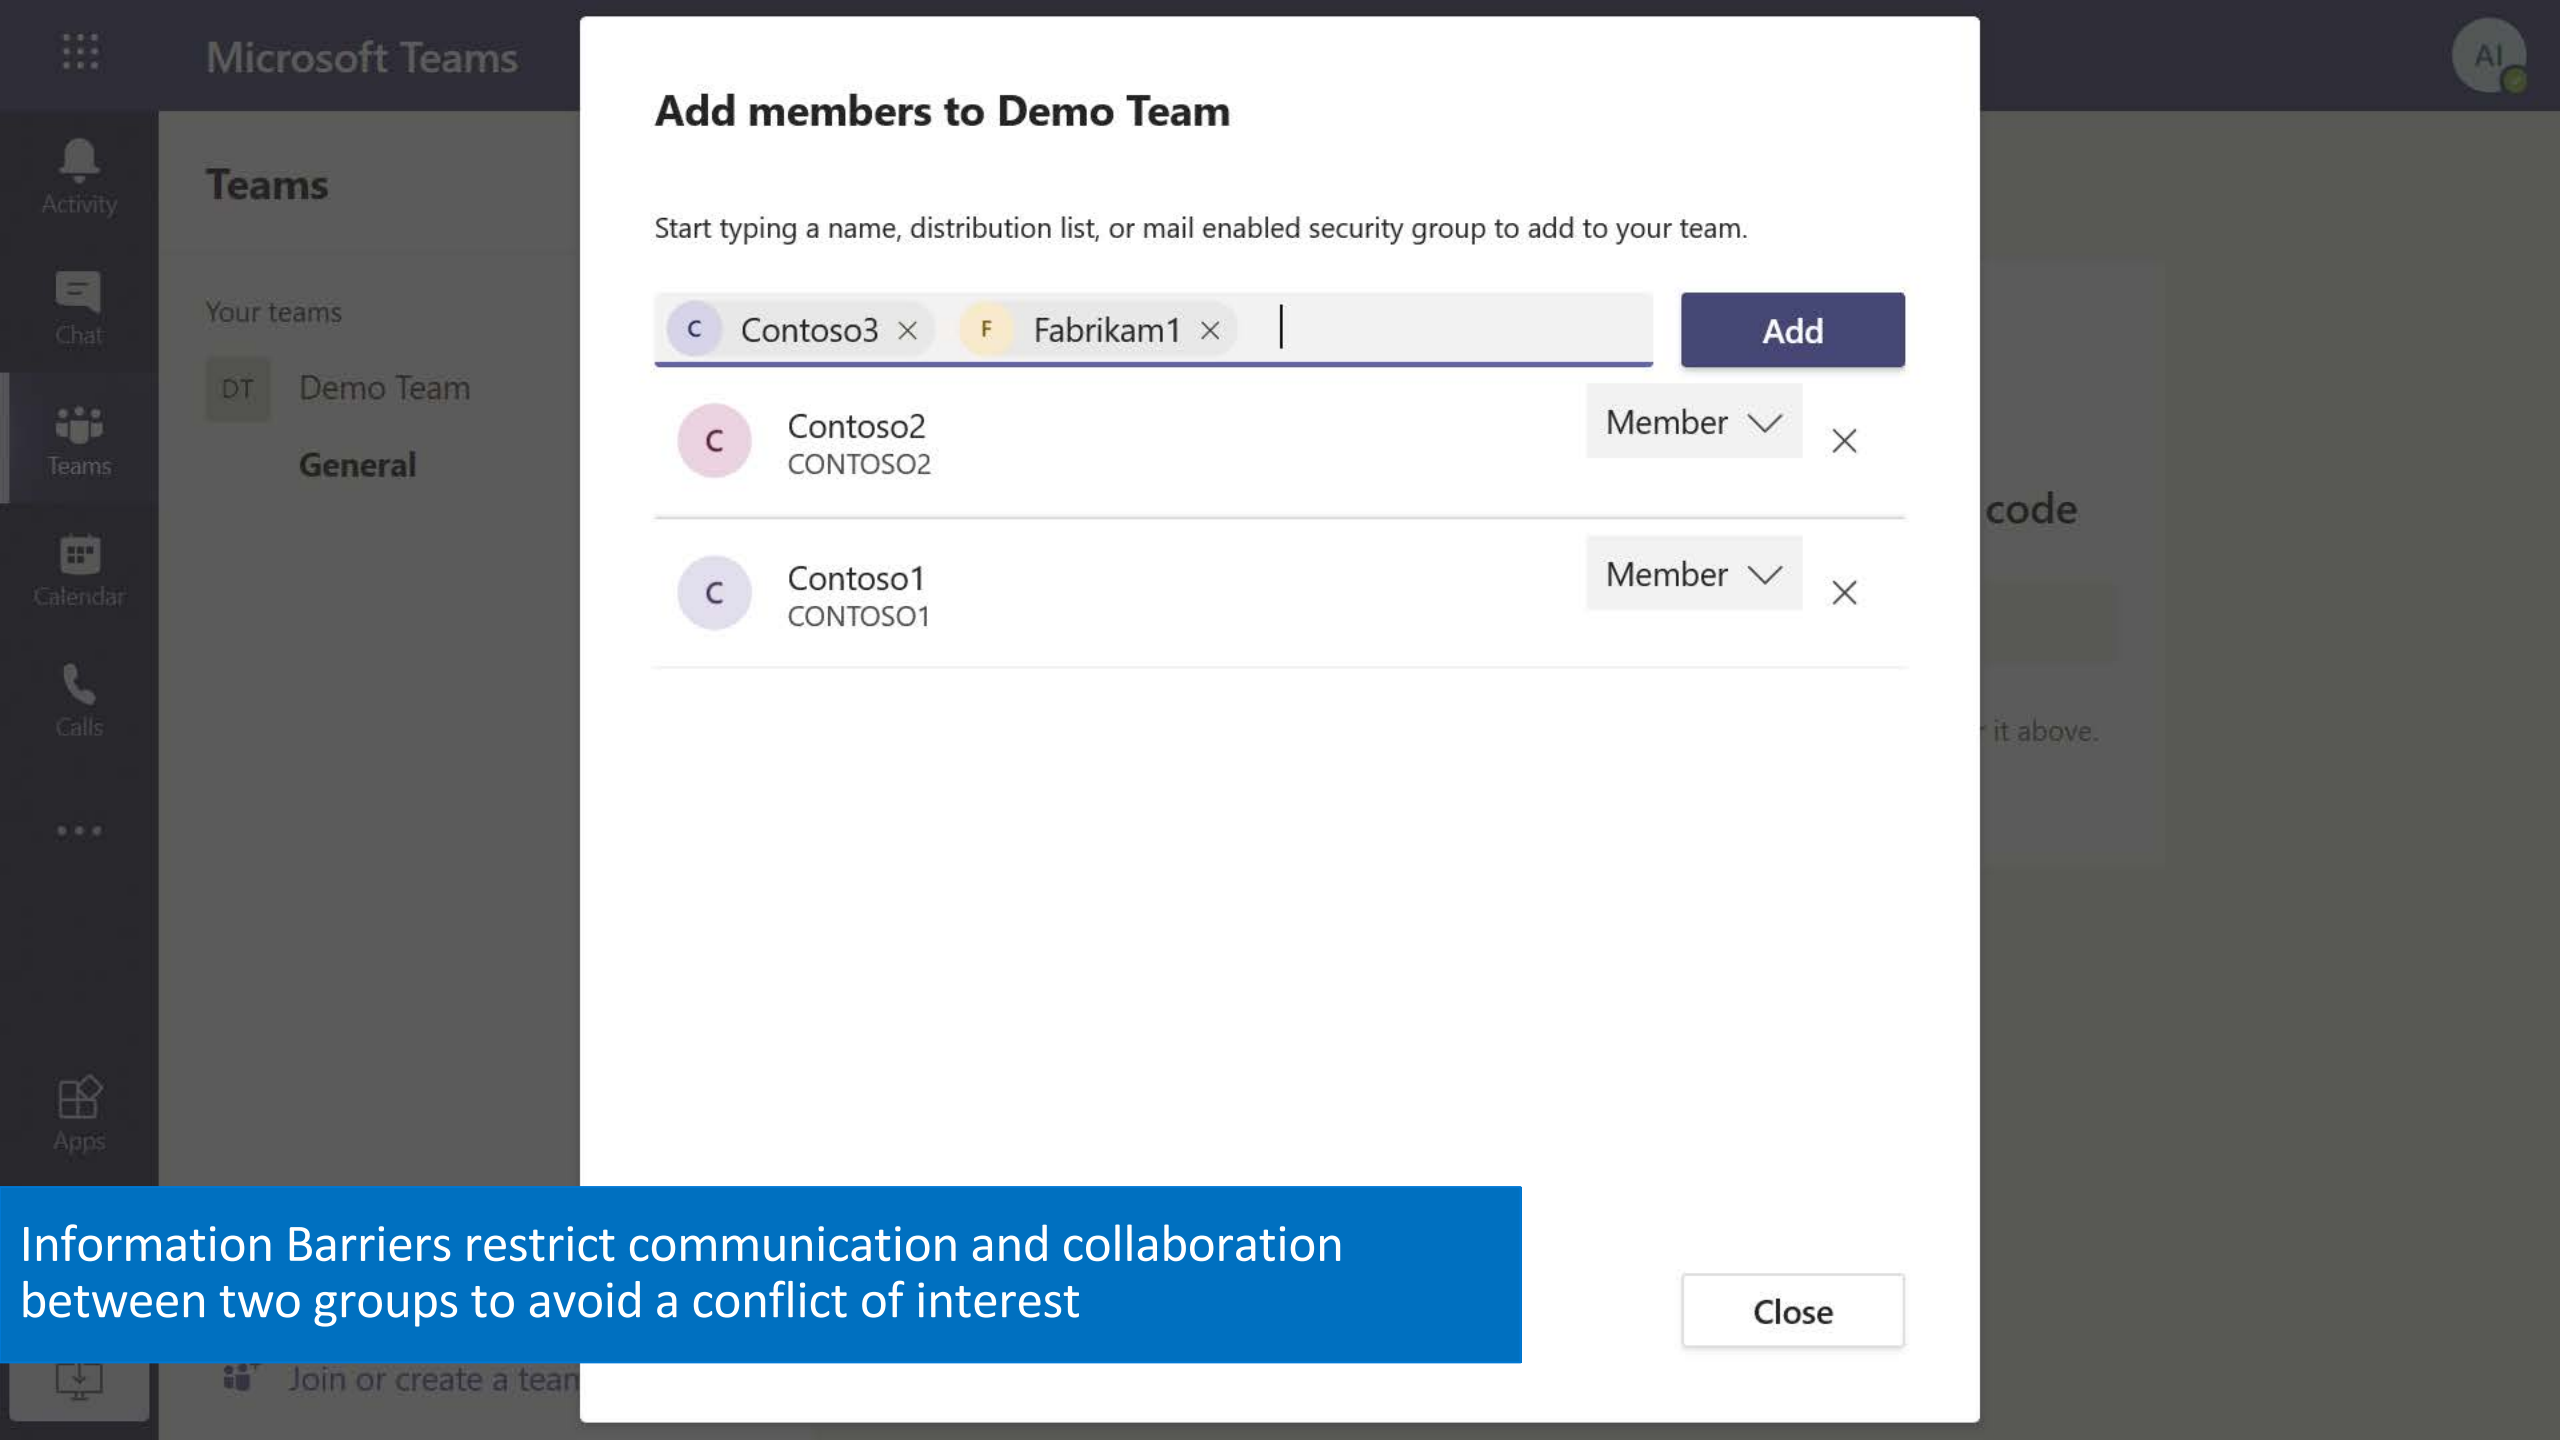 Microsoft Teams
AI
Activity
Chat
Teams
Calendar
Calls
Apps
Teams
Your teams
DT Demo Team
General
Join or create a tean
Add members to Demo Team
Start typing a name, distribution list, or mail enabled security group to add to your team.
C Contoso3 F Fabrikam1
Add
C Contoso2
CONTOSO2
Member
C Contoso1
CONTOSO1
Member
Close
code
it above.
Information Barriers restrict communication and collaboration
between two groups to avoid a conflict of interest